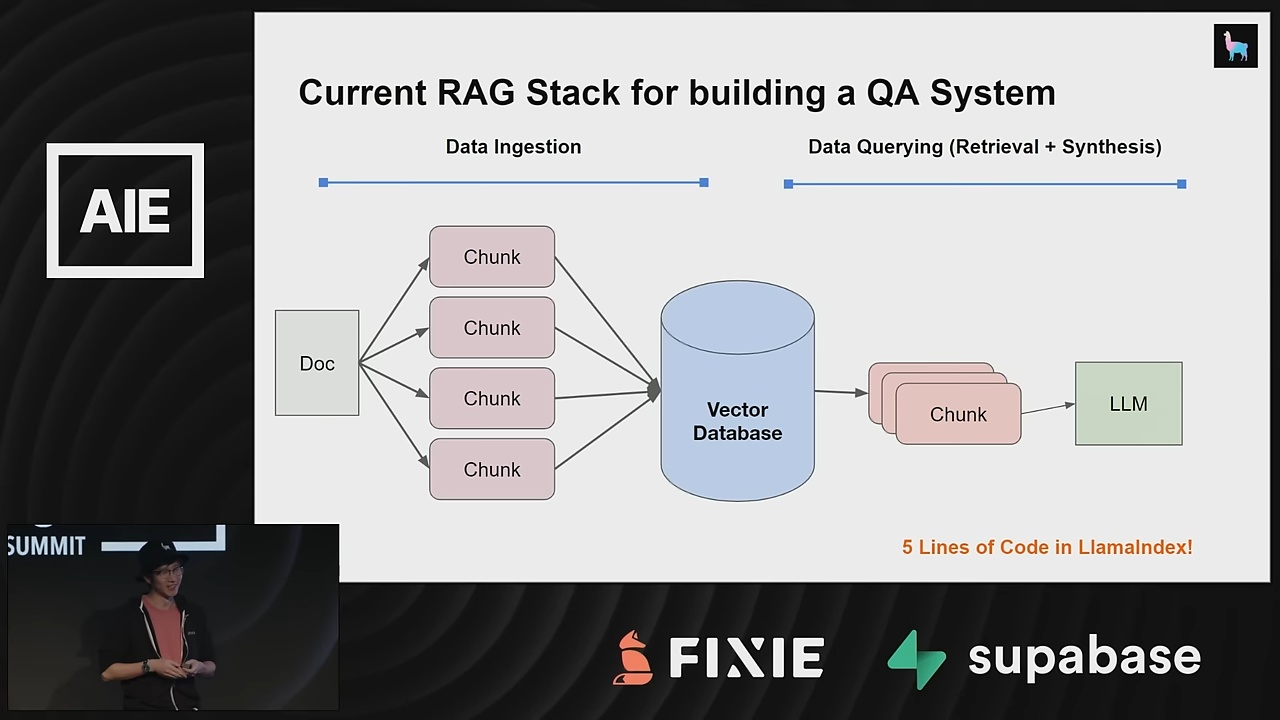 Current RAG Stack for building a QA System
Data Ingestion
Data Querying (Retrieval + Synthesis)
AIE
Chunk
Chunk
Chunk
Chunk
Doc
Vector
Database
Chunk
LLM
5 Lines of Code in LlamaIndex!
SUMMIT
FIXIE
supabase